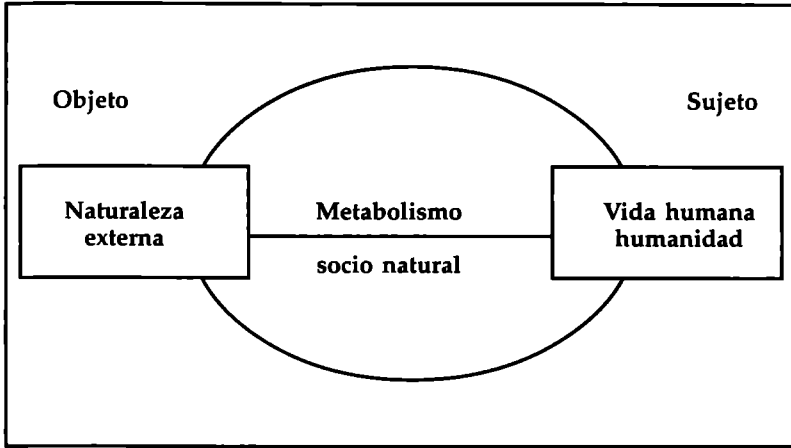 Objeto
Sujeto
Naturaleza
externa
Metabolismo
socio natural
Vida humana
humanidad